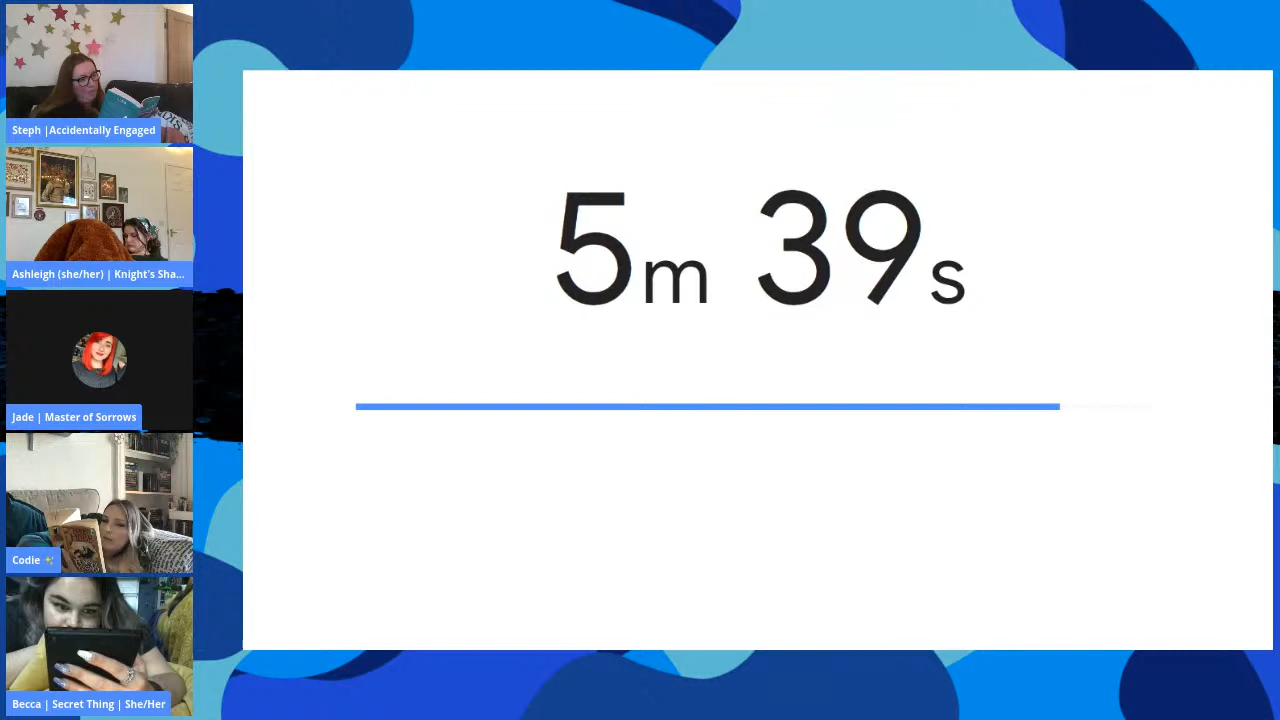 Steph |Accidentally Engaged
Ashleigh (she/her) | Knight's Sha...
Jade | Master of Sorrows
Codie ✨
Becca | Secret Thing | She/Her
5m 39s